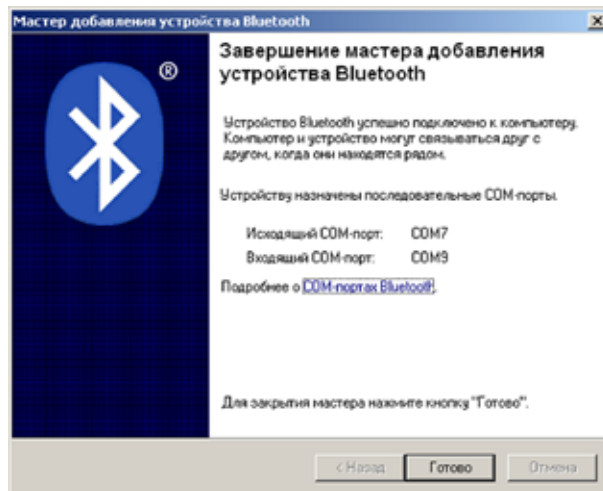 Мастер добавления устройства Bluetooth
®
Завершение мастера добавления
устройства Bluetooth
Устройство Bluetooth успешно подключено к компьютеру.
Компьютер и устройство могут связываться друг с
другом, когда они находятся рядом.
Устройству назначены последовательные COM-порты.
Исходящий COM-порт: COM7
Входящий COM-порт: COM9
Подробнее о COM-портах Bluetooth.
Для закрытия мастера нажмите кнопку "Готово".
< Назад Готово Отмена